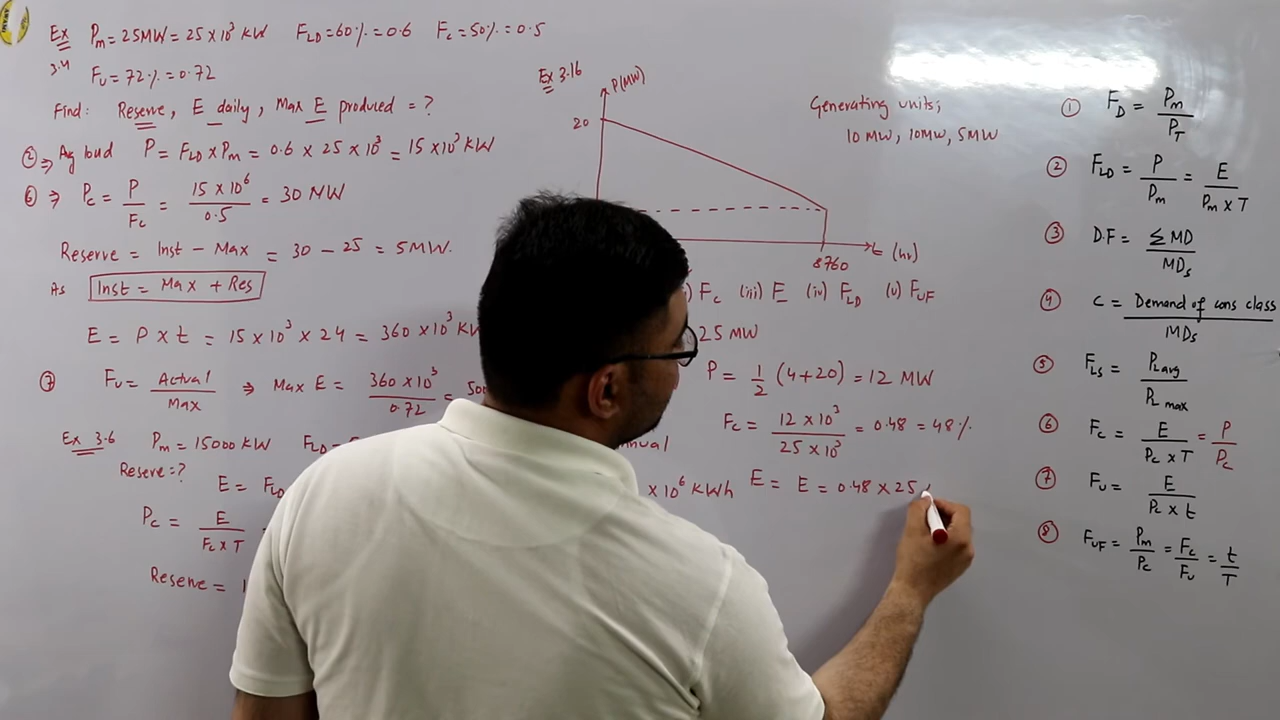 Ex 3.4 Pm = 25MW = 25 x 10³ KW FLD = 60% = 0.6 Fc = 50% = 0.5
Fu = 72% = 0.72
Find: Reserve, E daily, Max E produced = ?
② ⇒ Avg load P = FLD x Pm = 0.6 x 25 x 10³ = 15 x 10³ KW
⑥ ⇒ Pc = P/Fc = 15 x 10⁶/0.5 = 30 MW
Reserve = Inst - Max = 30 - 25 = 5MW.
As Inst = Max + Res
E = P x t = 15 x 10³ x 24 = 360 x 10³
⑦ Fu = Actual/Max ⇒ Max E = 360 x 10³/0.72 =
Ex 3.6 Pm = 15000 KW
Reserve = ?
x 10⁶ KWh
Pc = E/Fc x T
Reserve =
Ex 3.16
P(MW)
20
8760
t (hr)
Generating units;
10 MW, 10MW, 5MW
Fc (iii) E (iv) FLD (v) FUF
25 MW
P = 1/2 (4+20) = 12 MW
Fc = 12 x 10³/25 x 10³ = 0.48 = 48%
E = E = 0.48 x 25
① FD = Pm/PT
② FLD = P/Pm = E/Pm x T
③ D.F = ΣMD/MDs
④ C = Demand of cons class/MDs
⑤ FLs = PL avg/PL max
⑥ Fc = E/Pc x T = P/Pc
⑦ Fu = E/Pc x t
⑧ FUF = Pm/Pc = Fc/Fu = t/T